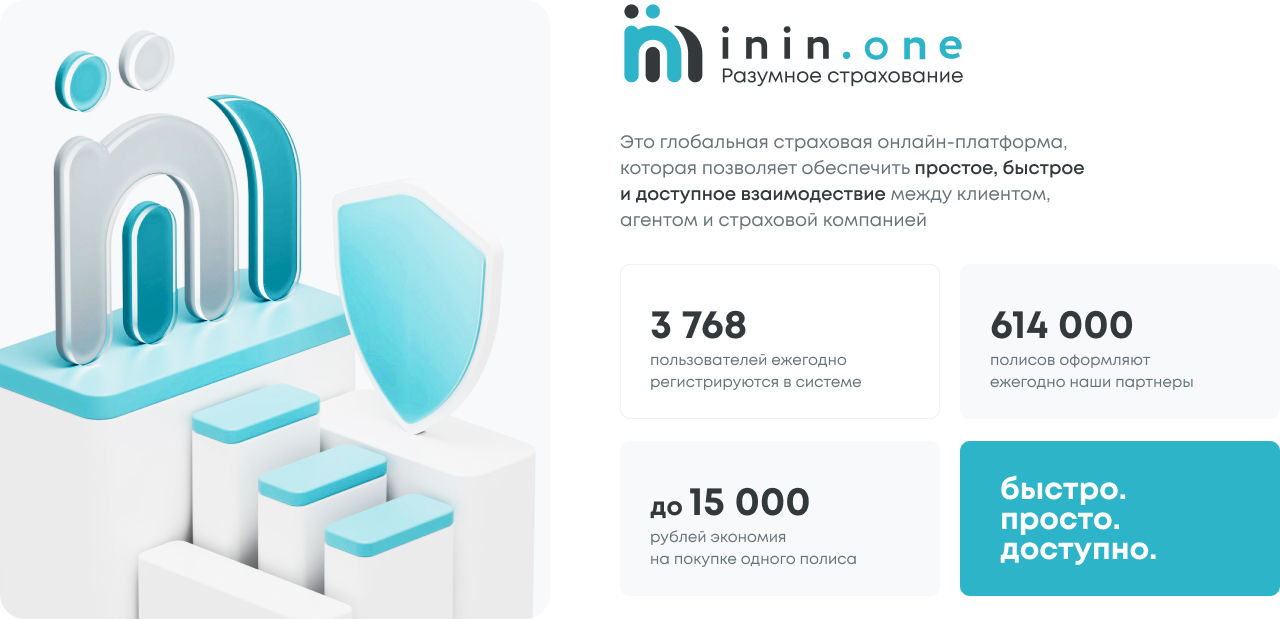 inin.one
Разумное страхование
Это глобальная страховая онлайн-платформа,
которая позволяет обеспечить простое, быстрое
и доступное взаимодествие между клиентом,
агентом и страховой компанией
3 768
пользователей ежегодно
регистрируются в системе
614 000
полисов оформляют
ежегодно наши партнеры
до 15 000
рублей экономия
на покупке одного полиса
быстро.
просто.
доступно.